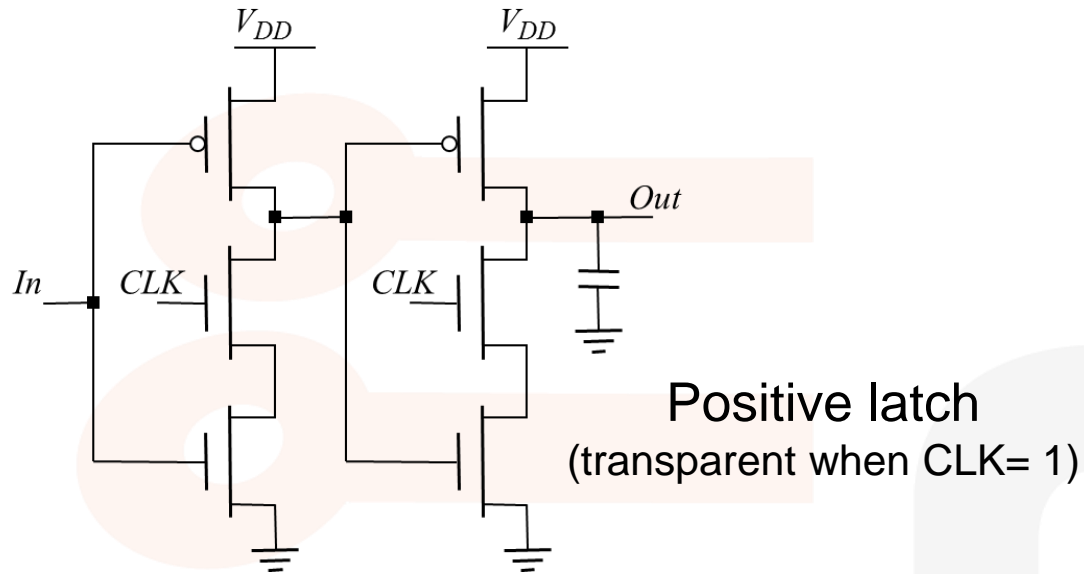 V_DD V_DD
Out
In CLK CLK
Positive latch
(transparent when CLK= 1)